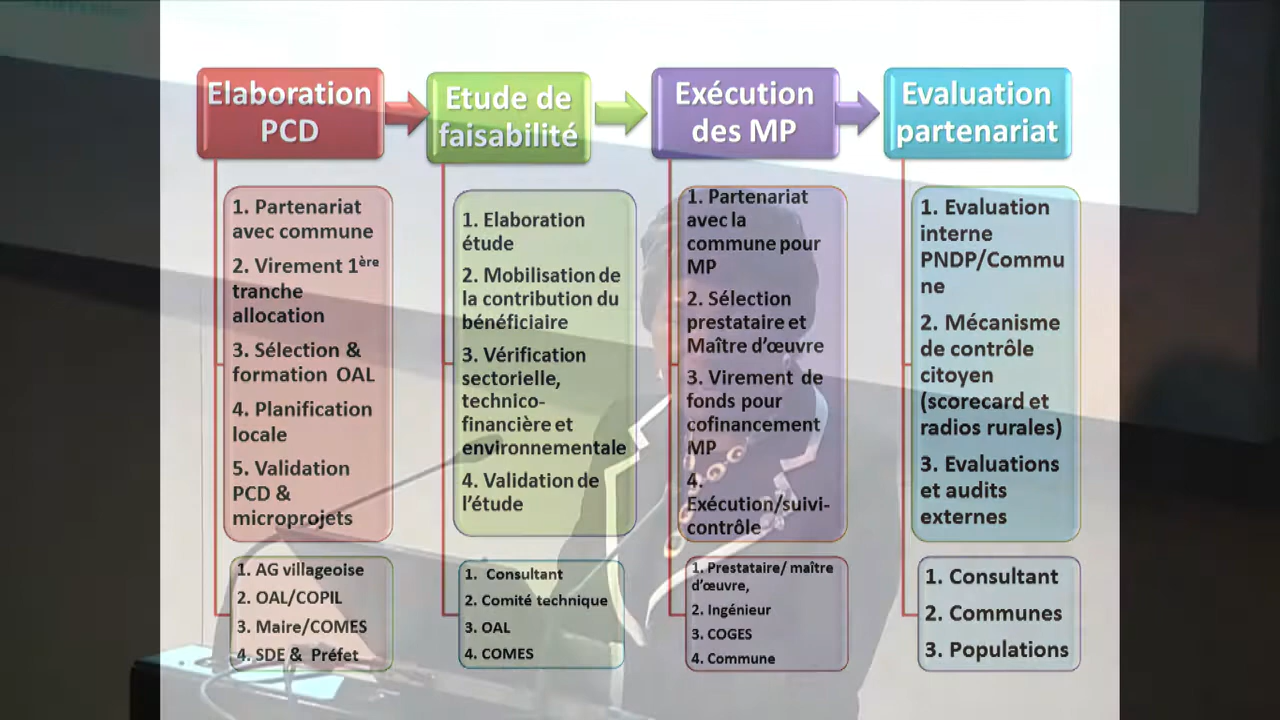 Elaboration
PCD
1. Partenariat
avec commune
2. Virement 1ère
tranche
allocation
3. Sélection &
formation OAL
4. Planification
locale
5. Validation
PCD &
microprojets
1. AG villageoise
2. OAL/COPIL
3. Maire/COMES
4. SDE & Préfet
Etude de
faisabilité
1. Elaboration
étude
2. Mobilisation de
la contribution du
bénéficiaire
3. Vérification
sectorielle,
technico-
financière et
environnementale
4. Validation de
l'étude
1. Consultant
2. Comité technique
3. OAL
4. COMES
Exécution
des MP
1. Partenariat
avec la
commune pour
MP
2. Sélection
prestataire et
Maître d'œuvre
3. Virement de
fonds pour
cofinancement
MP
4.
Exécution/suivi-
contrôle
1. Prestataire/ maître
d'œuvre,
2. Ingénieur
3. COGES
4. Commune
Evaluation
partenariat
1. Evaluation
interne
PNDP/Commu
ne
2. Mécanisme
de contrôle
citoyen
(scorecard et
radios rurales)
3. Evaluations
et audits
externes
1. Consultant
2. Communes
3. Populations